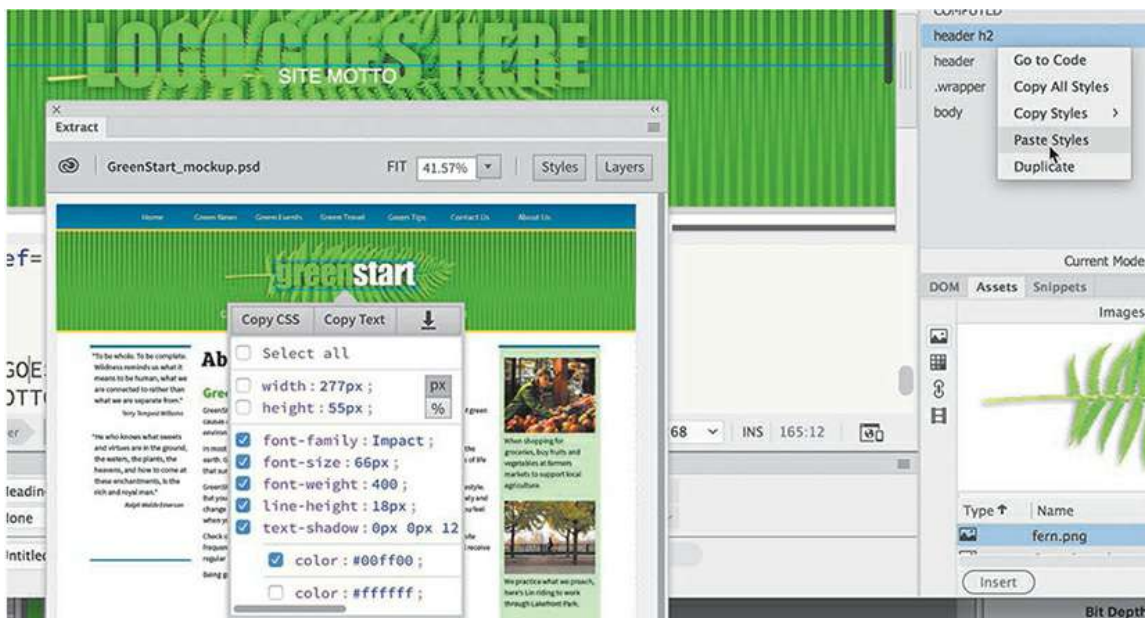 COMPUTED
LOGO GOES HERE
SITE MOTTO
header h2
header
.wrapper
body
Go to Code
Copy All Styles
Copy Styles >
Paste Styles
Duplicate
Extract
GreenStart_mockup.psd
FIT 41.57%
Styles
Layers
Home Green News Green Events Green Travel Green Tips Contact Us About Us
greenstart
Copy CSS Copy Text
Select all
width : 277px ;
height : 55px ;
px
%
font-family : Impact ;
font-size : 66px ;
font-weight : 400 ;
line-height : 18px ;
text-shadow : 0px 0px 12
color : #00ff00 ;
color : #ffffff ;
"To be whole. To be complete.
Wildness reminds us what it
means to be human, what we
are connected to rather than
what we are separate from."
Terry Tempest Williams
"He who knows what sweets
and virtues are in the ground,
the waters, the plants, the
heavens, and how to come at
these enchantments, is the
rich and royal man."
Ralph Waldo Emerson
When shopping for
groceries, buy fruits and
vegetables at farmers
markets to support local
agriculture.
We practice what we preach,
here's Lin riding to work
through Lakefront Park.
ef=
68 INS 165:12
Current Mode
DOM Assets Snippets
Images
Type ↑ Name
fern.png
Insert
Bit Depth